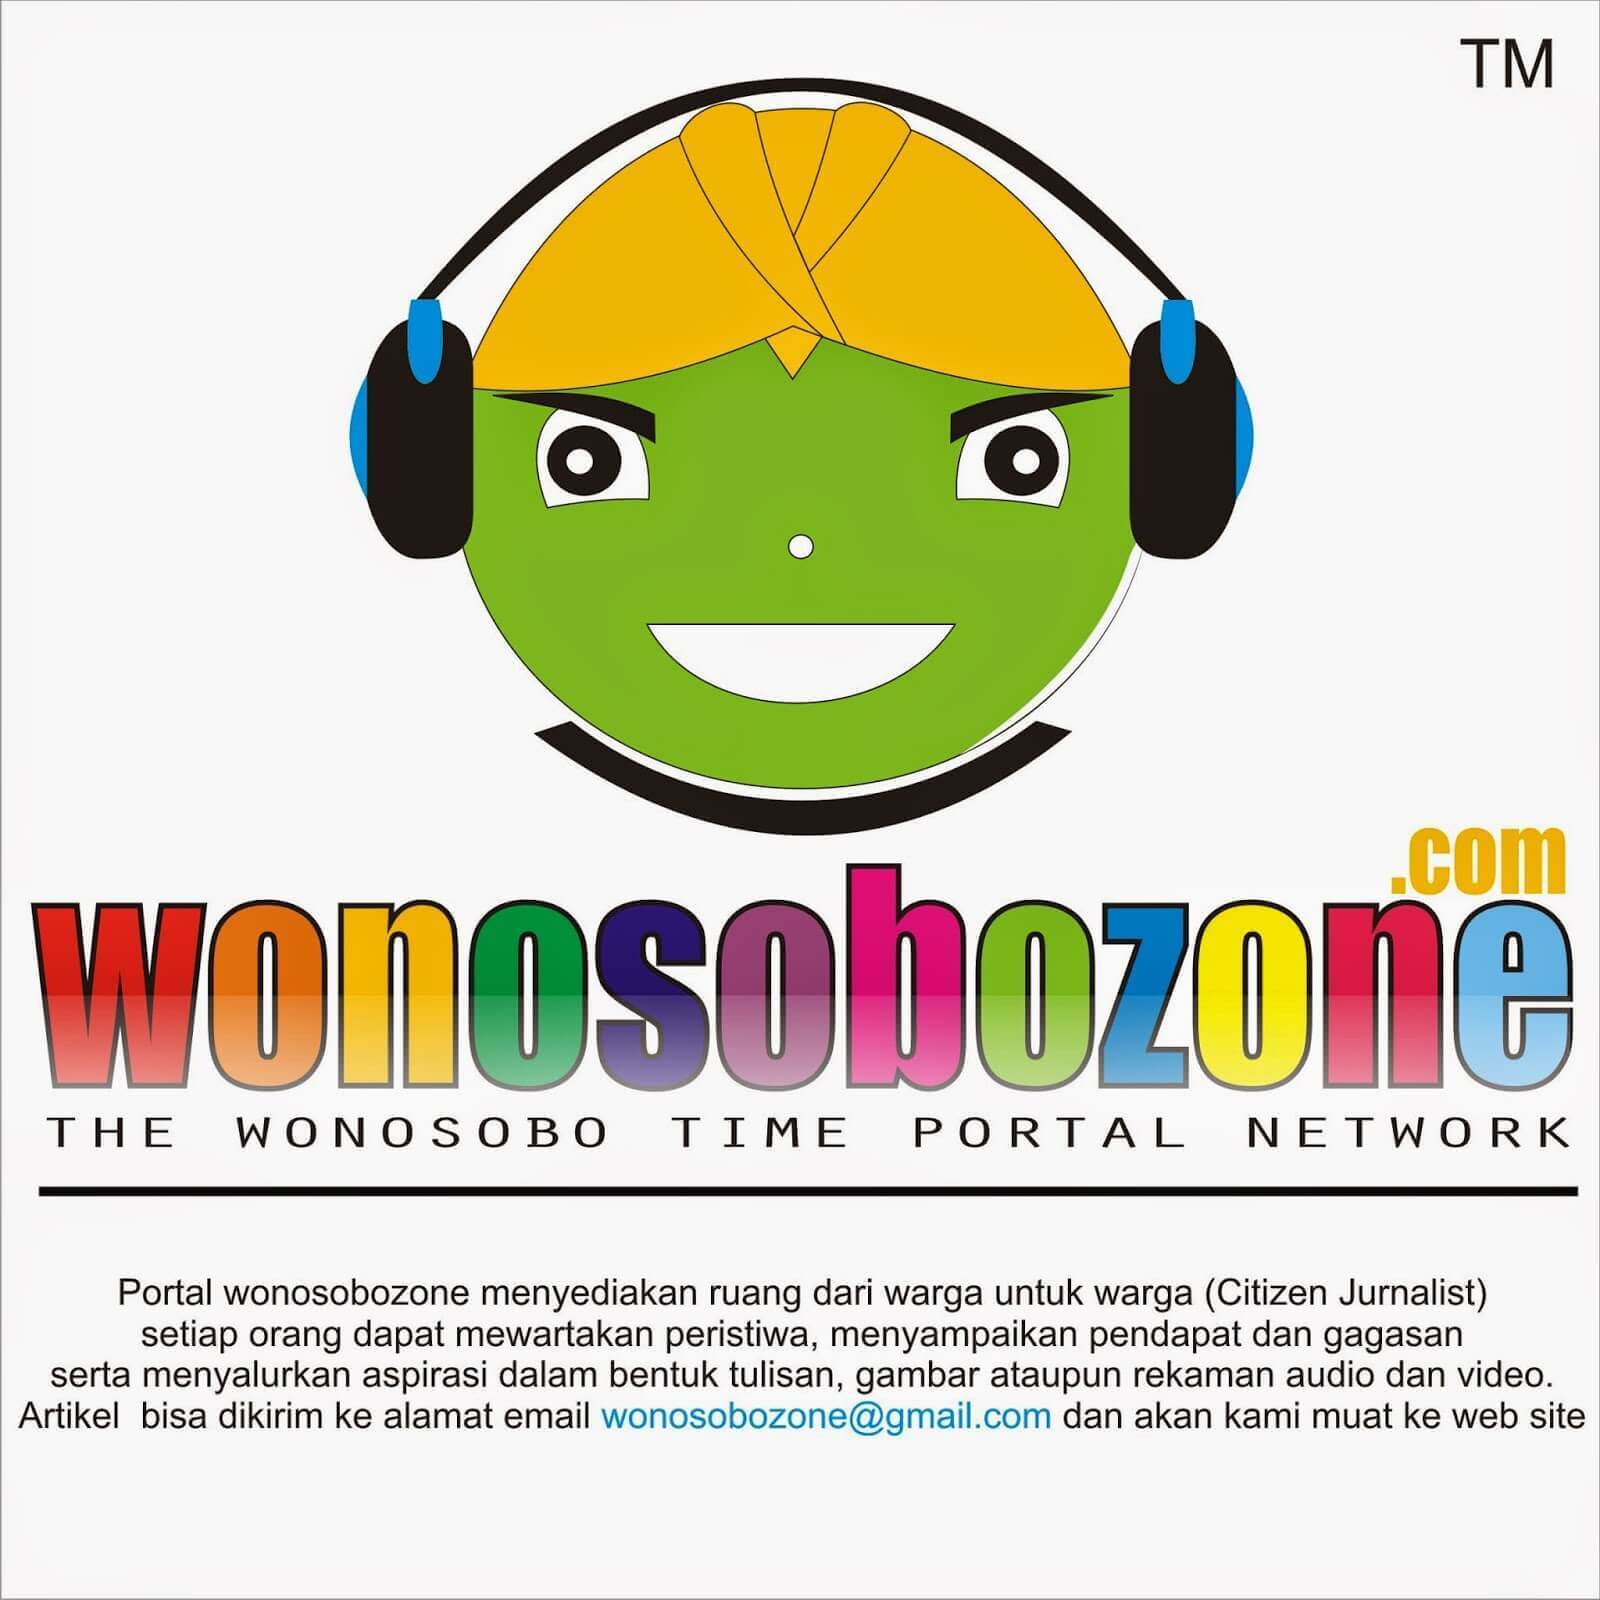 TM
.com
wonosobozone
THE WONOSOBO TIME PORTAL NETWORK
Portal wonosobozone menyediakan ruang dari warga untuk warga (Citizen Jurnalist)
setiap orang dapat mewartakan peristiwa, menyampaikan pendapat dan gagasan
serta menyalurkan aspirasi dalam bentuk tulisan, gambar ataupun rekaman audio dan video.
Artikel  bisa dikirim ke alamat email wonosobozone@gmail.com dan akan kami muat ke web site